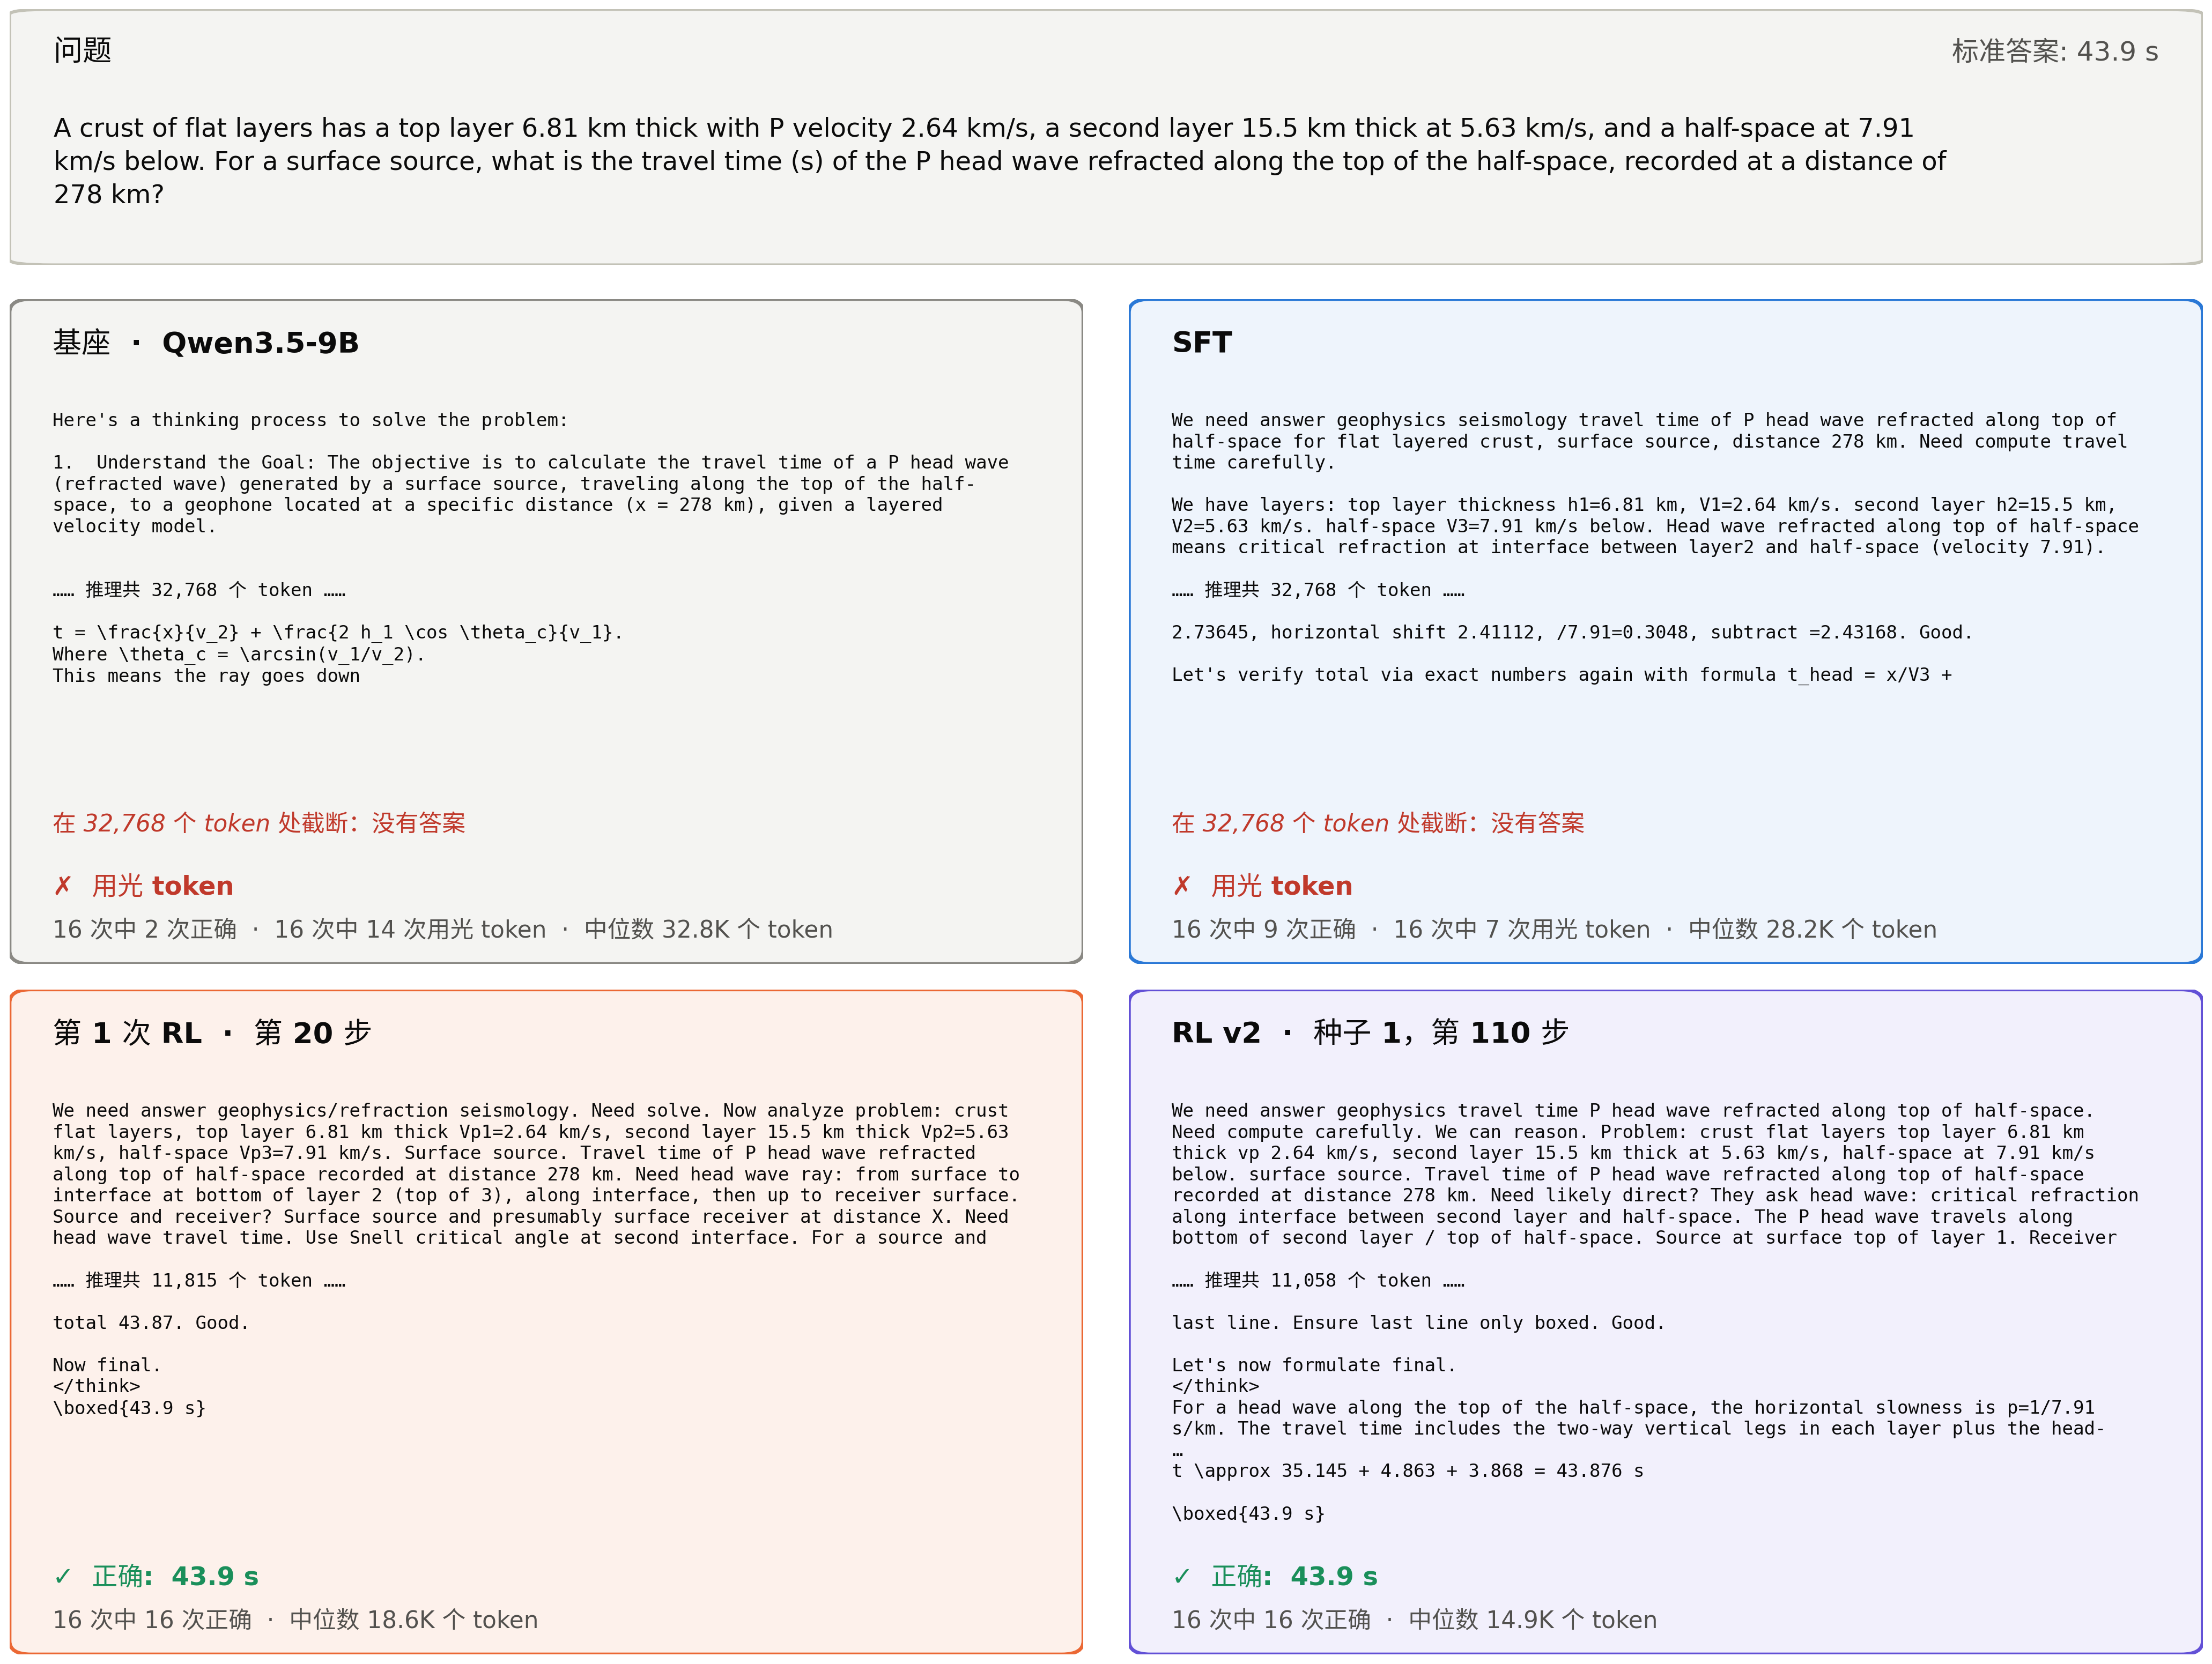 问题
标准答案: 43.9 s
A crust of flat layers has a top layer 6.81 km thick with P velocity 2.64 km/s, a second layer 15.5 km thick at 5.63 km/s, and a half-space at 7.91
km/s below. For a surface source, what is the travel time (s) of the P head wave refracted along the top of the half-space, recorded at a distance of
278 km?
基座 · Qwen3.5-9B
Here's a thinking process to solve the problem:
1.  Understand the Goal: The objective is to calculate the travel time of a P head wave
(refracted wave) generated by a surface source, traveling along the top of the half-
space, to a geophone located at a specific distance (x = 278 km), given a layered
velocity model.
…… 推理共 32,768 个 token ……
t = \frac{x}{v_2} + \frac{2 h_1 \cos \theta_c}{v_1}.
Where \theta_c = \arcsin(v_1/v_2).
This means the ray goes down
在 32,768 个 token 处截断：没有答案
✗ 用光 token
16 次中 2 次正确 · 16 次中 14 次用光 token · 中位数 32.8K 个 token
SFT
We need answer geophysics seismology travel time of P head wave refracted along top of
half-space for flat layered crust, surface source, distance 278 km. Need compute travel
time carefully.
We have layers: top layer thickness h1=6.81 km, V1=2.64 km/s. second layer h2=15.5 km,
V2=5.63 km/s. half-space V3=7.91 km/s below. Head wave refracted along top of half-space
means critical refraction at interface between layer2 and half-space (velocity 7.91).
…… 推理共 32,768 个 token ……
2.73645, horizontal shift 2.41112, /7.91=0.3048, subtract =2.43168. Good.
Let's verify total via exact numbers again with formula t_head = x/V3 +
在 32,768 个 token 处截断：没有答案
✗ 用光 token
16 次中 9 次正确 · 16 次中 7 次用光 token · 中位数 28.2K 个 token
第 1 次 RL · 第 20 步
We need answer geophysics/refraction seismology. Need solve. Now analyze problem: crust
flat layers, top layer 6.81 km thick Vp1=2.64 km/s, second layer 15.5 km thick Vp2=5.63
km/s, half-space Vp3=7.91 km/s. Surface source. Travel time of P head wave refracted
along top of half-space recorded at distance 278 km. Need head wave ray: from surface to
interface at bottom of layer 2 (top of 3), along interface, then up to receiver surface.
Source and receiver? Surface source and presumably surface receiver at distance X. Need
head wave travel time. Use Snell critical angle at second interface. For a source and
…… 推理共 11,815 个 token ……
total 43.87. Good.
Now final.
</think>
\boxed{43.9 s}
✓ 正确: 43.9 s
16 次中 16 次正确 · 中位数 18.6K 个 token
RL v2 · 种子 1，第 110 步
We need answer geophysics travel time P head wave refracted along top of half-space.
Need compute carefully. We can reason. Problem: crust flat layers top layer 6.81 km
thick vp 2.64 km/s, second layer 15.5 km thick at 5.63 km/s, half-space at 7.91 km/s
below. surface source. Travel time of P head wave refracted along top of half-space
recorded at distance 278 km. Need likely direct? They ask head wave: critical refraction
along interface between second layer and half-space. The P head wave travels along
bottom of second layer / top of half-space. Source at surface top of layer 1. Receiver
…… 推理共 11,058 个 token ……
last line. Ensure last line only boxed. Good.
Let's now formulate final.
</think>
For a head wave along the top of the half-space, the horizontal slowness is p=1/7.91
s/km. The travel time includes the two-way vertical legs in each layer plus the head-
…
t \approx 35.145 + 4.863 + 3.868 = 43.876 s
\boxed{43.9 s}
✓ 正确: 43.9 s
16 次中 16 次正确 · 中位数 14.9K 个 token